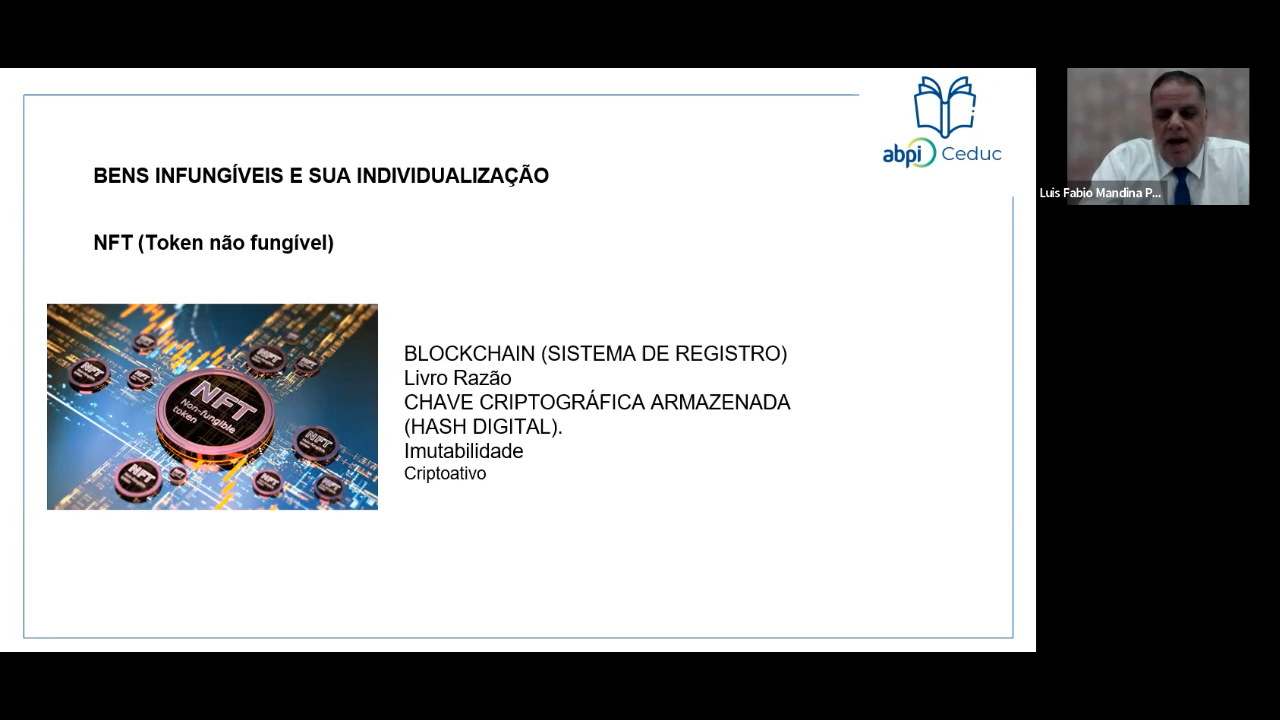 abpi Ceduc
BENS INFUNGÍVEIS E SUA INDIVIDUALIZAÇÃO
Luis Fabio Mandina P...
NFT (Token não fungível)
NFT
Non-fungible
token
BLOCKCHAIN (SISTEMA DE REGISTRO)
Livro Razão
CHAVE CRIPTOGRÁFICA ARMAZENADA
(HASH DIGITAL).
Imutabilidade
Criptoativo